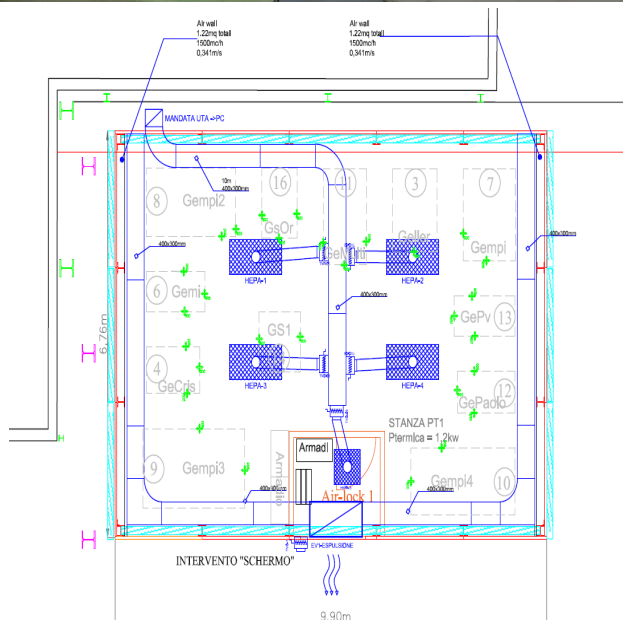 Air wall
1.22mq totali
1500mc/h
0,341m/s
Air wall
1.22mq totali
1500mc/h
0,341m/s
MANDATA UTA->PC
10m
400x300mm
8
Gempi2
16
GsOr
11
GeMulti
3
Geller
7
Gempi
400x300mm
400x300mm
HEPA-1
HEPA-2
6
Gemi
400x300mm
GePv
13
GS1
6,76m
4
GeCris
HEPA-3
HEPA-4
12
GePaolo
STANZA PT1
Ptermica = 1,2kw
Armadi
Armadio
9
Gempi3
Gempi4
10
Air-lock 1
400x300mm
400x300mm
EV1-ESPULSIONE
INTERVENTO "SCHERMO"
9,90m